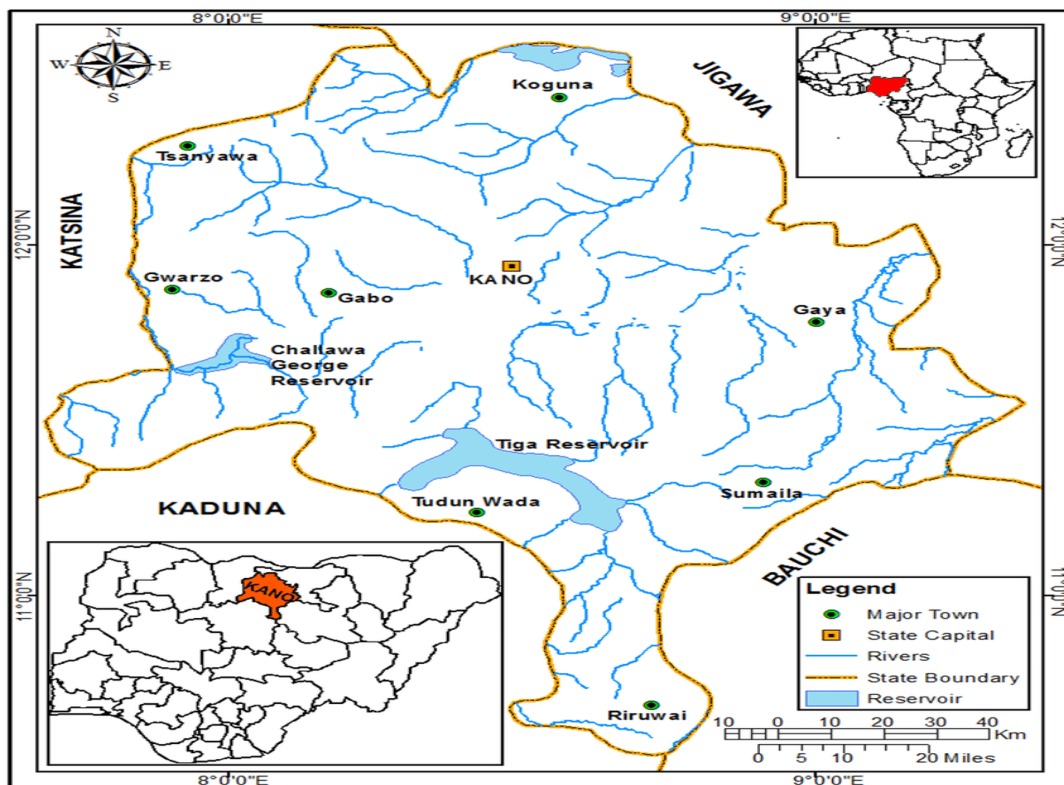 8°0'0"E
9°0'0"E
N
W
E
S
JIGAWA
Koguna
Tsanyawa
KATSINA
12°0'0"N
12°0'0"N
KANO
Gwarzo
Gabo
Gaya
Challawa
George
Reservoir
Tiga Reservoir
Sumaila
Tudun Wada
KADUNA
BAUCHI
KANO
11°0'0"N
11°0'0"N
Legend
Major Town
State Capital
Rivers
State Boundary
Reservoir
Riruwai
10 0 10 20 30 40
Km
0 5 10 20 Miles
8°0'0"E
9°0'0"E